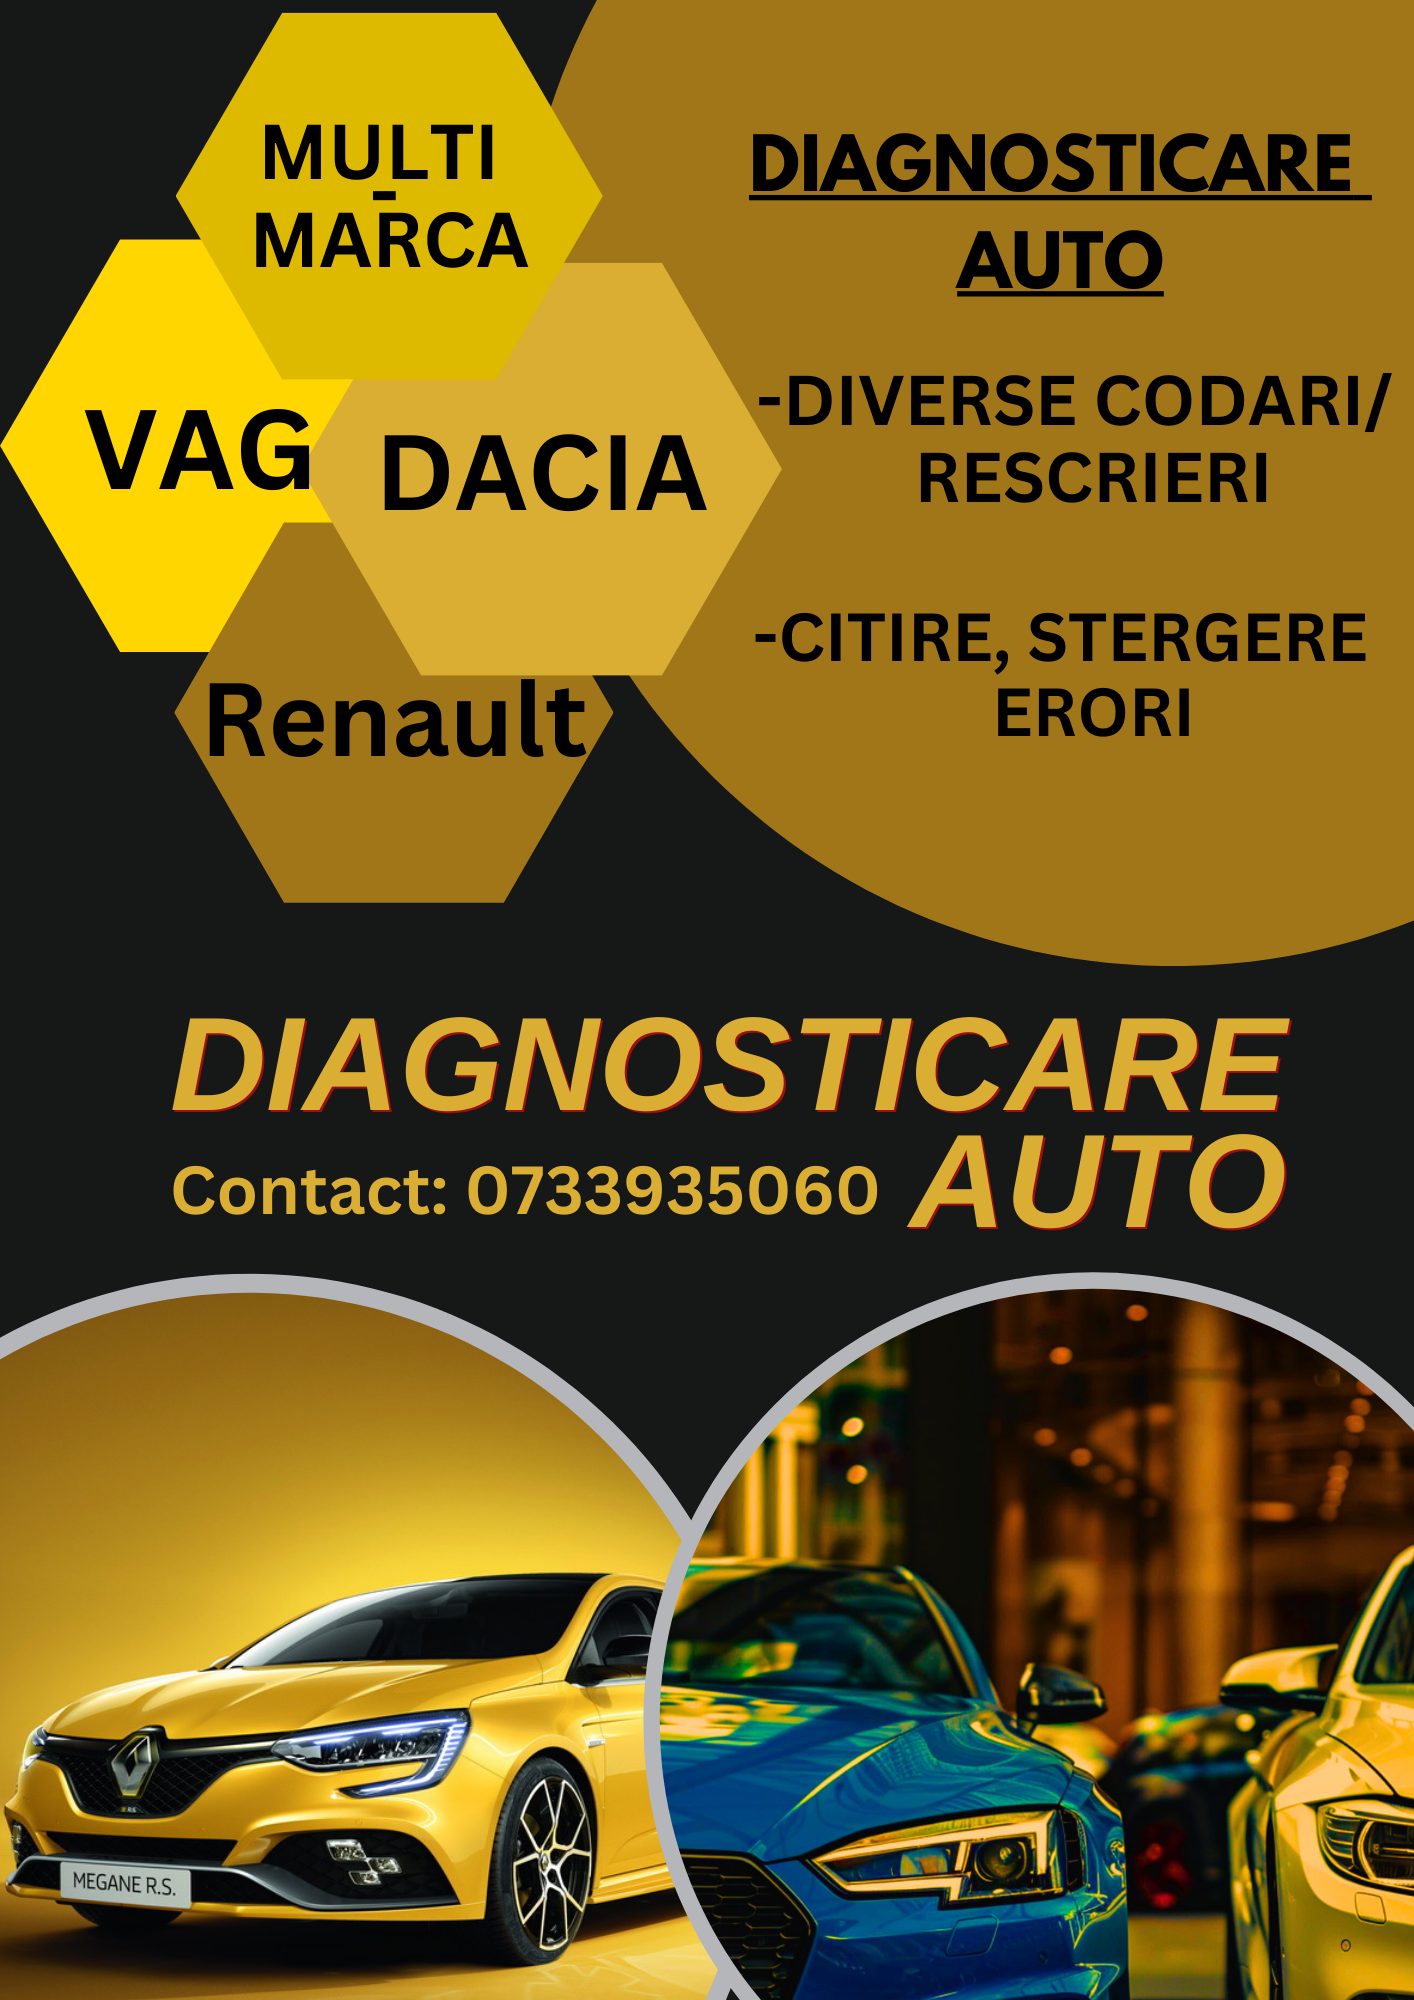 MULTI
-
MARCA
VAG
DACIA
Renault
DIAGNOSTICARE
AUTO
-DIVERSE CODARI/
RESCRIERI
-CITIRE, STERGERE
ERORI
DIAGNOSTICARE
AUTO
Contact: 0733935060
MEGANE R.S.